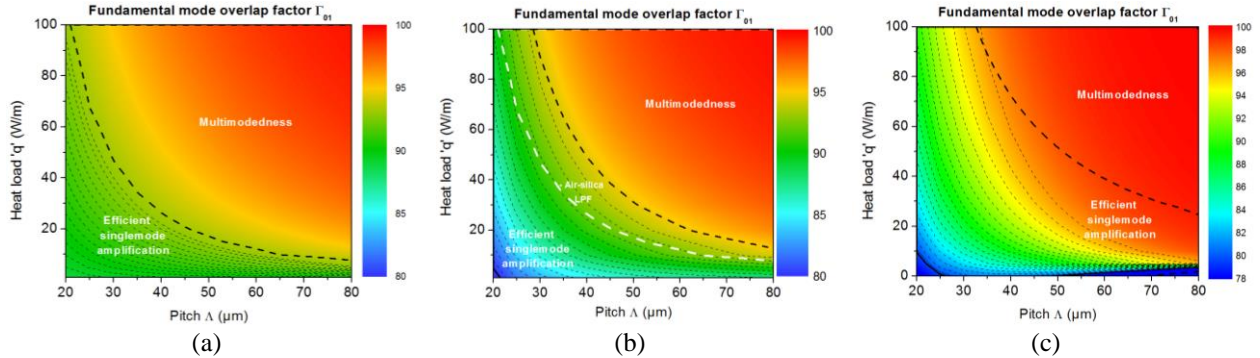 Fundamental mode overlap factor Γ01
Heat load 'q' (W/m)
100
80
60
40
20
20 30 40 50 60 70 80
Pitch Λ (µm)
Multimodedness
Efficient
singlemode
amplification
100
95
90
85
80
(a)
Fundamental mode overlap factor Γ01
Heat load 'q' (W/m)
100
80
60
40
20
20 30 40 50 60 70 80
Pitch Λ (µm)
Multimodedness
Air-silica
LPF
Efficient
singlemode
amplification
100
95
90
85
80
(b)
Fundamental mode overlap factor Γ01
Heat load 'q' (W/m)
100
80
60
40
20
0
20 30 40 50 60 70 80
Pitch Λ (µm)
Multimodedness
Efficient
singlemode
amplification
100
98
96
94
92
90
88
86
84
82
80
78
(c)